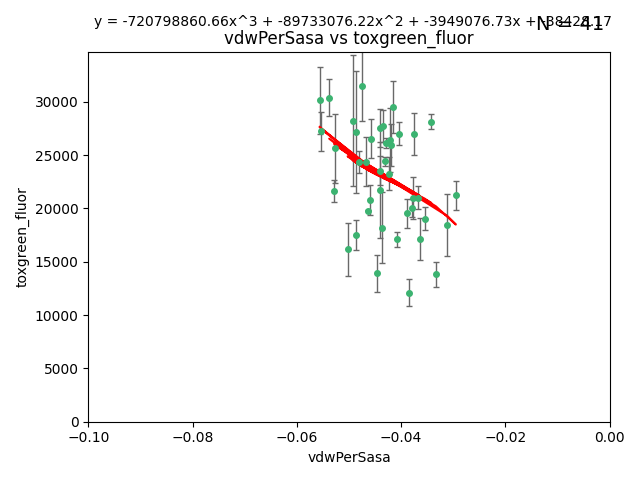 y = -720798860.66x^3 + -89733076.22x^2 + -3949076.73x +
N = 41
vdwPerSasa vs toxgreen_fluor
30000
25000
20000
15000
10000
5000
0
toxgreen_fluor
−0.10
−0.08
−0.06
−0.04
−0.02
0.00
vdwPerSasa